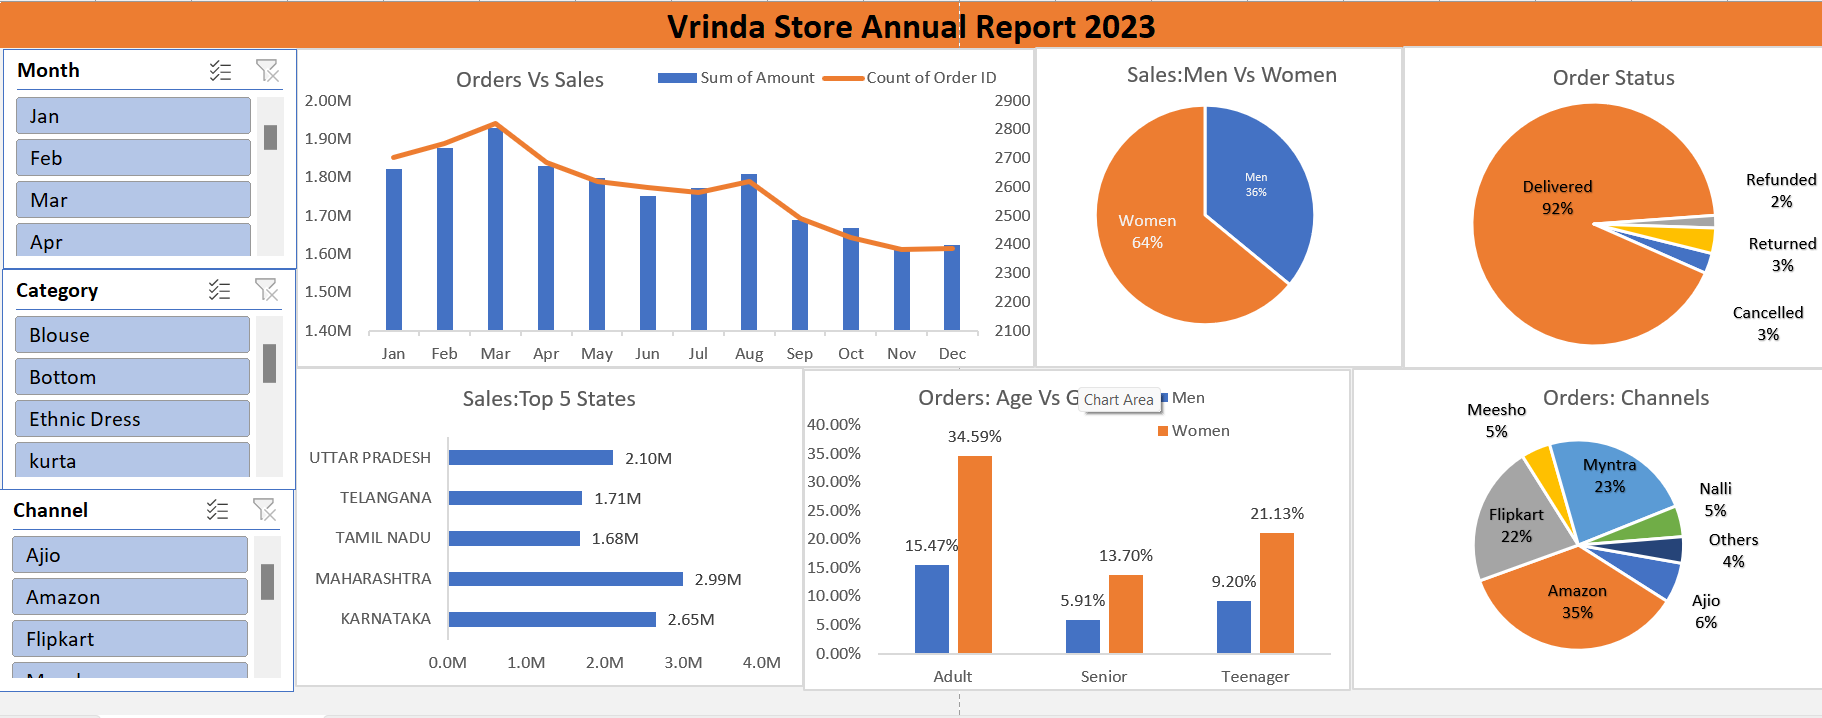 Vrinda Store Annual Report 2023
Month
Jan
Feb
Mar
Apr
Category
Blouse
Bottom
Ethnic Dress
kurta
Channel
Ajio
Amazon
Flipkart
Orders Vs Sales
Sum of Amount
Count of Order ID
2.00M
1.90M
1.80M
1.70M
1.60M
1.50M
1.40M
2900
2800
2700
2600
2500
2400
2300
2200
2100
Jan Feb Mar Apr May Jun Jul Aug Sep Oct Nov Dec
Sales:Men Vs Women
Men
36%
Women
64%
Order Status
Delivered
92%
Refunded
2%
Returned
3%
Cancelled
3%
Sales:Top 5 States
UTTAR PRADESH 2.10M
TELANGANA 1.71M
TAMIL NADU 1.68M
MAHARASHTRA 2.99M
KARNATAKA 2.65M
0.0M 1.0M 2.0M 3.0M 4.0M
Orders: Age Vs G
Chart Area
Men
Women
40.00%
35.00%
30.00%
25.00%
20.00%
15.00%
10.00%
5.00%
0.00%
15.47%
34.59%
5.91%
13.70%
9.20%
21.13%
Adult Senior Teenager
Orders: Channels
Meesho
5%
Myntra
23%
Nalli
5%
Others
4%
Ajio
6%
Amazon
35%
Flipkart
22%